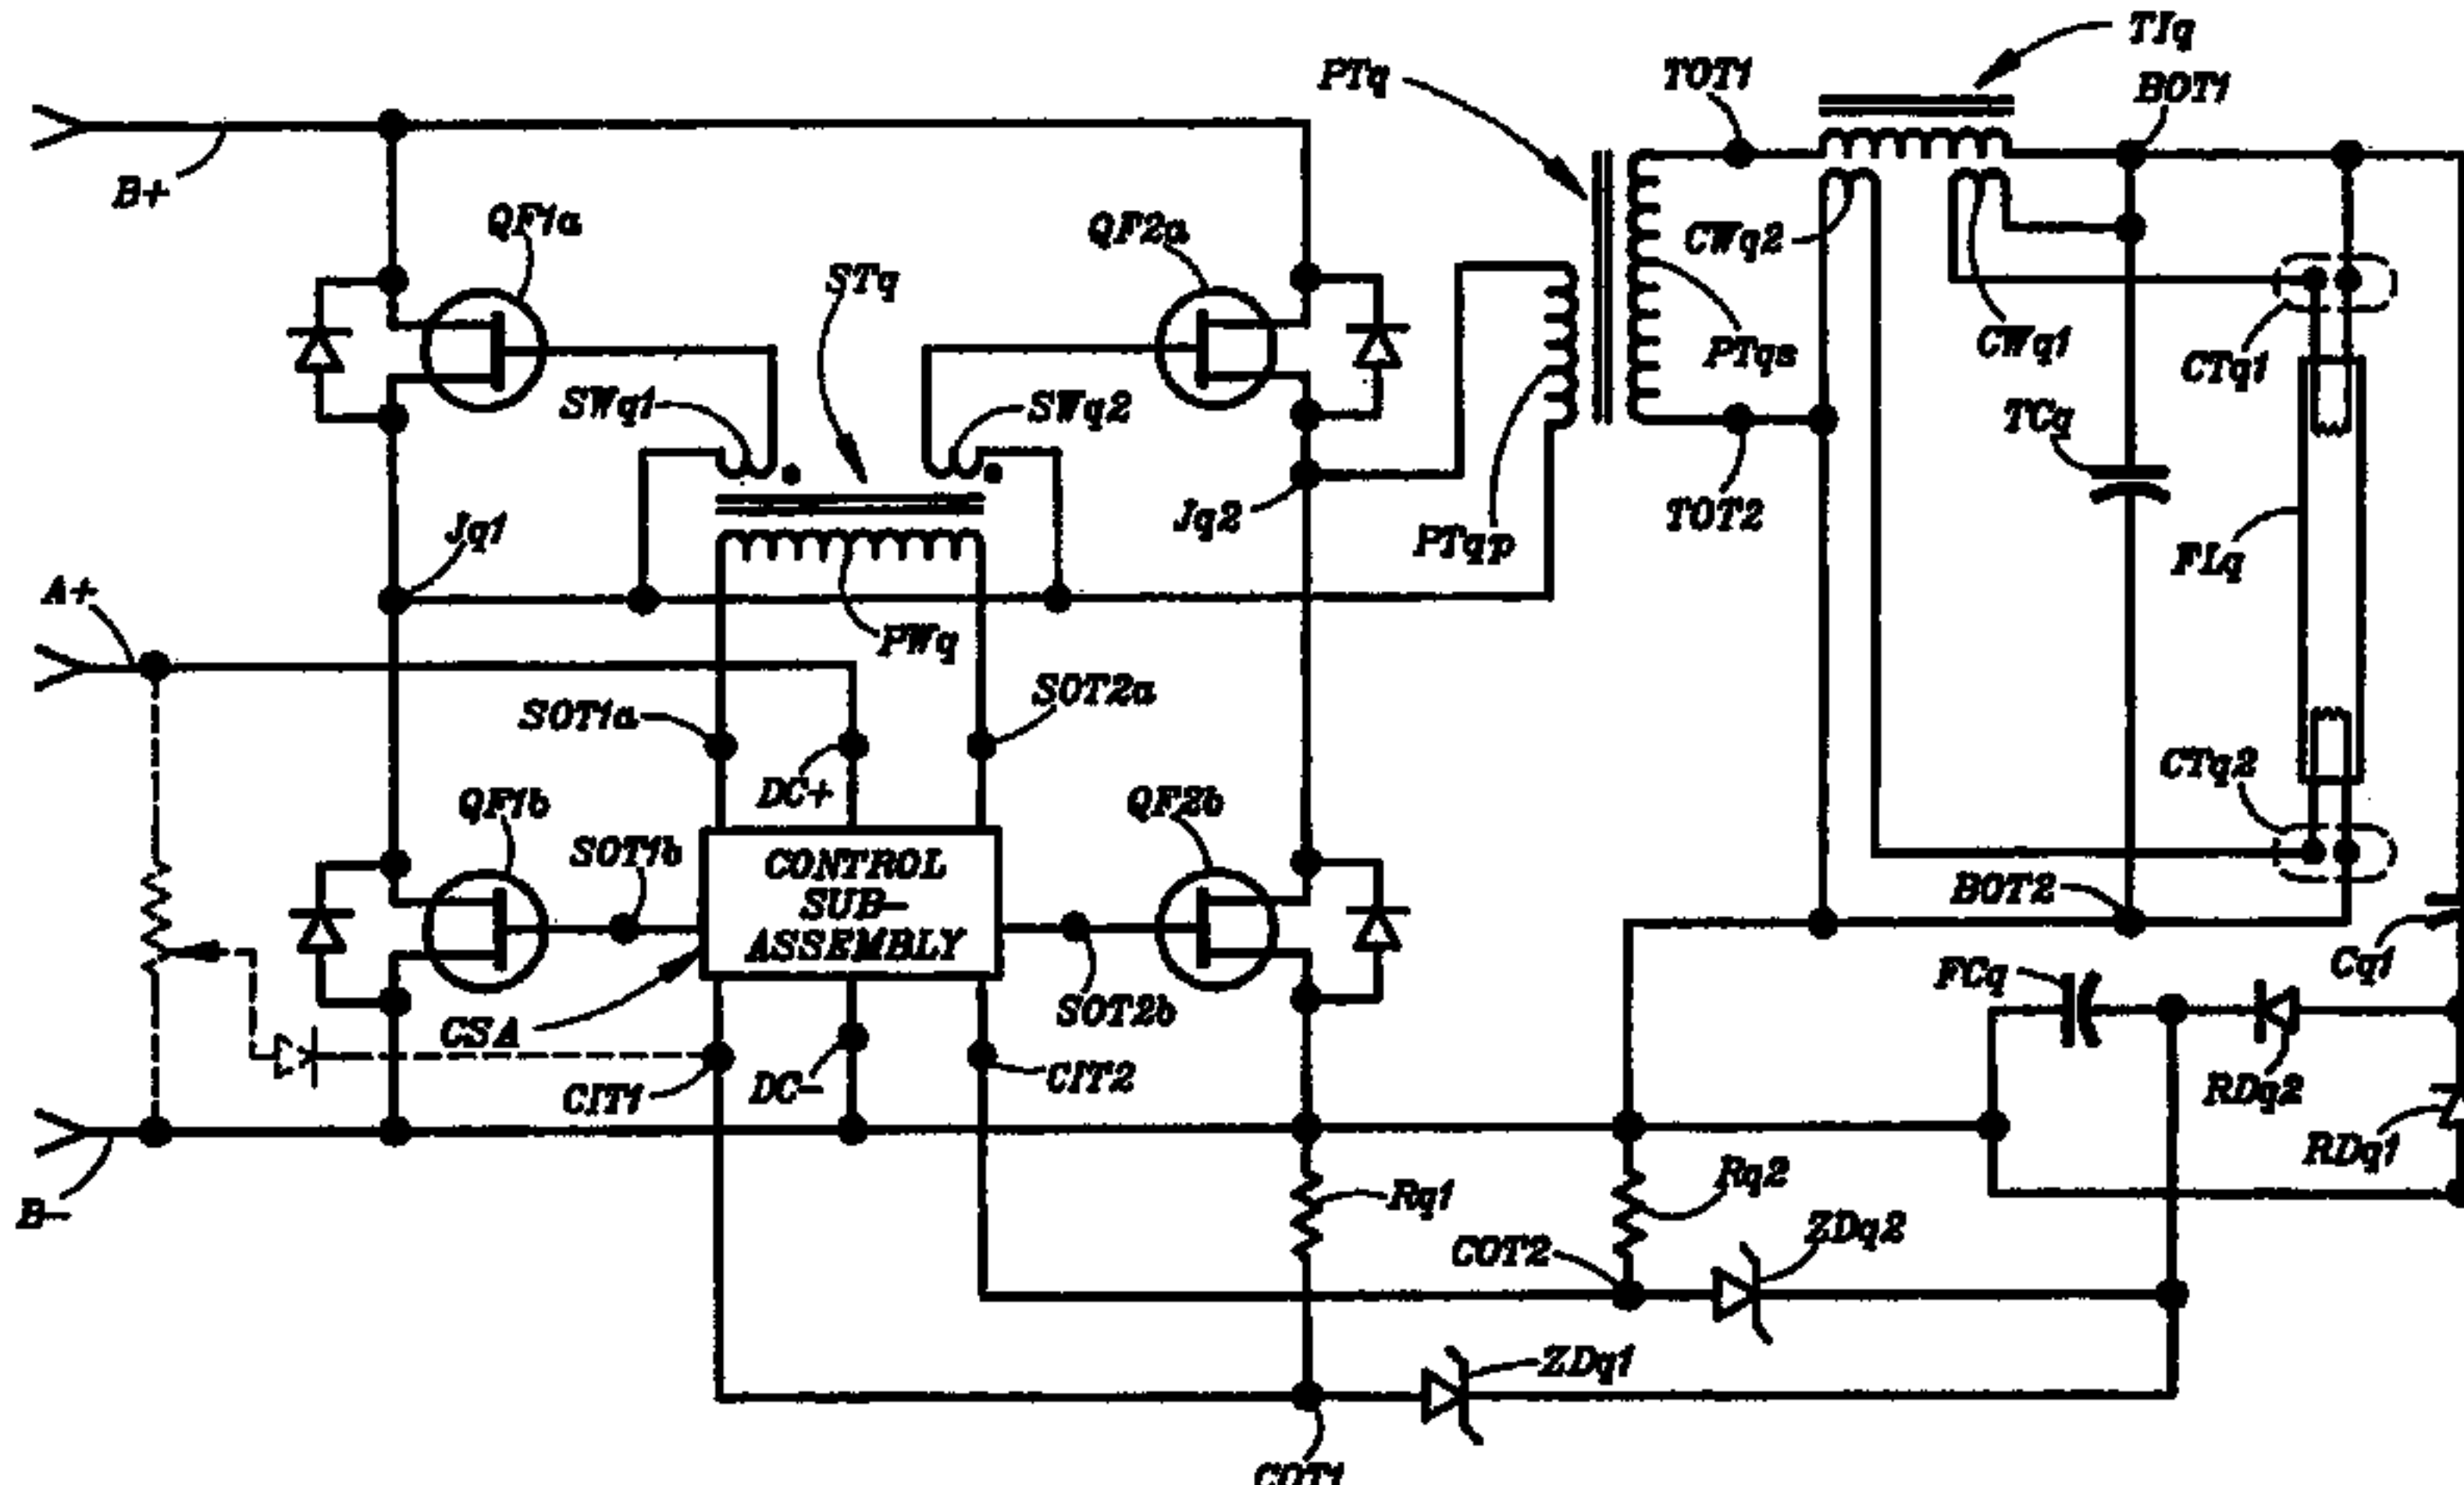 TIq
PTq
TOT1
BOT1
B+
QF1a
QF2a
STq
CWq2
PTqs
CWq1
CTq1
SWq1
SWq2
TCq
Jq1
Jq2
PTqp
TOT2
FLq
A+
PWq
SOT1a
SOT2a
DC+
CTq2
QF1b
SOT1b
QF2b
CONTROL
SUB-
ASSEMBLY
BOT2
Cq1
FCq
CSA
SOT2b
CIT1
DC-
CIT2
RDq2
RDq1
B-
Rq1
Rq2
COT2
ZDq2
ZDq1
COT1